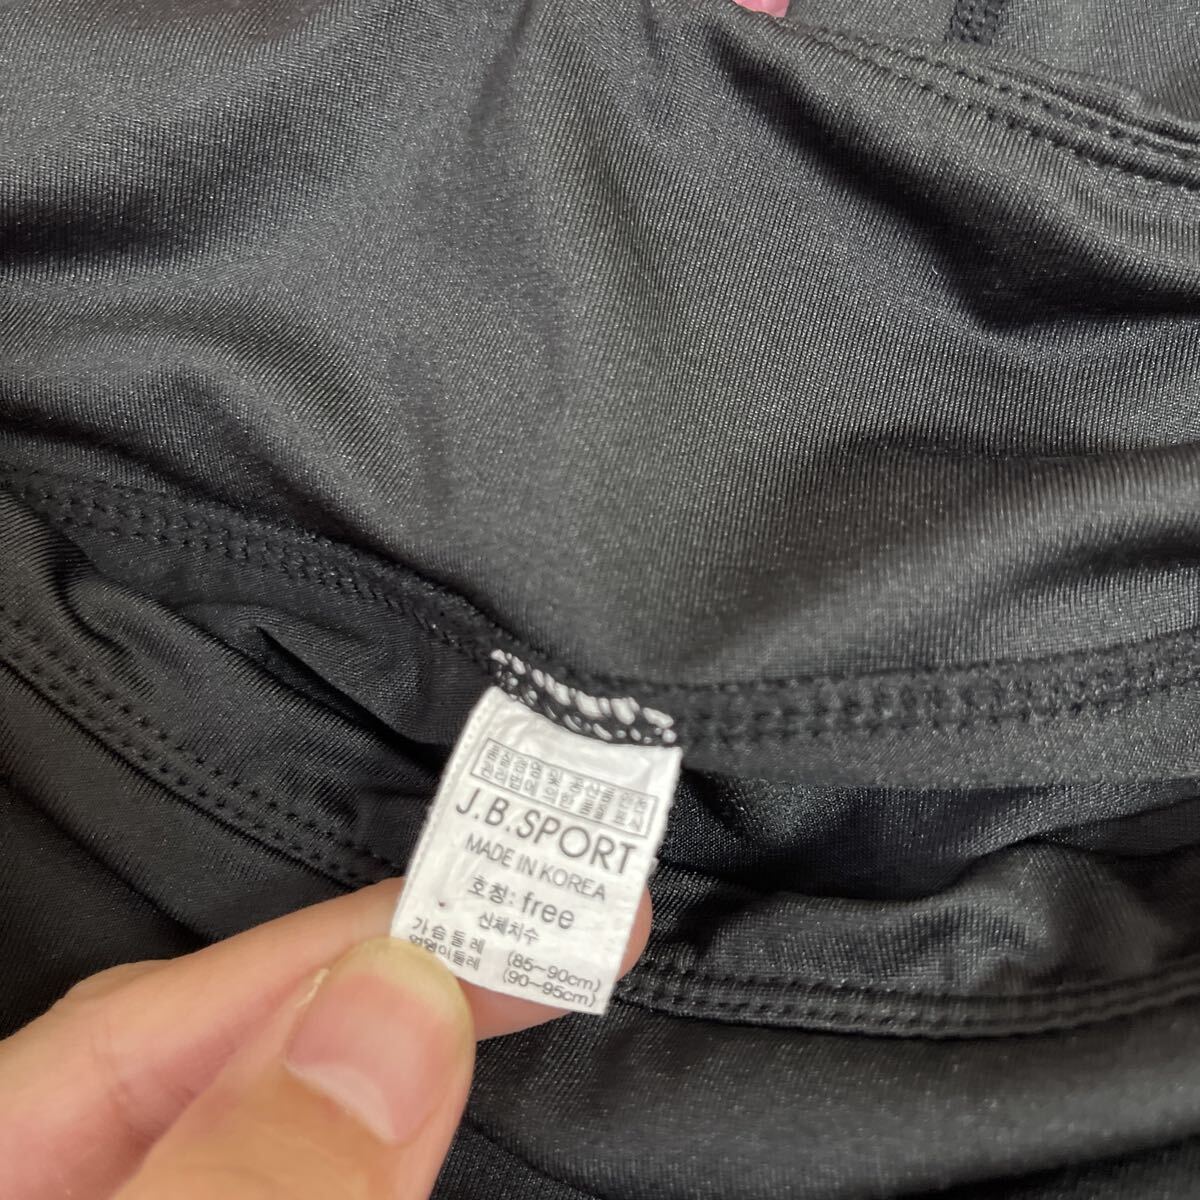 J.B.SPORT
MADE IN KOREA
호칭: free
신체치수
가슴둘레 (85~90cm)
엉덩이둘레 (90~95cm)